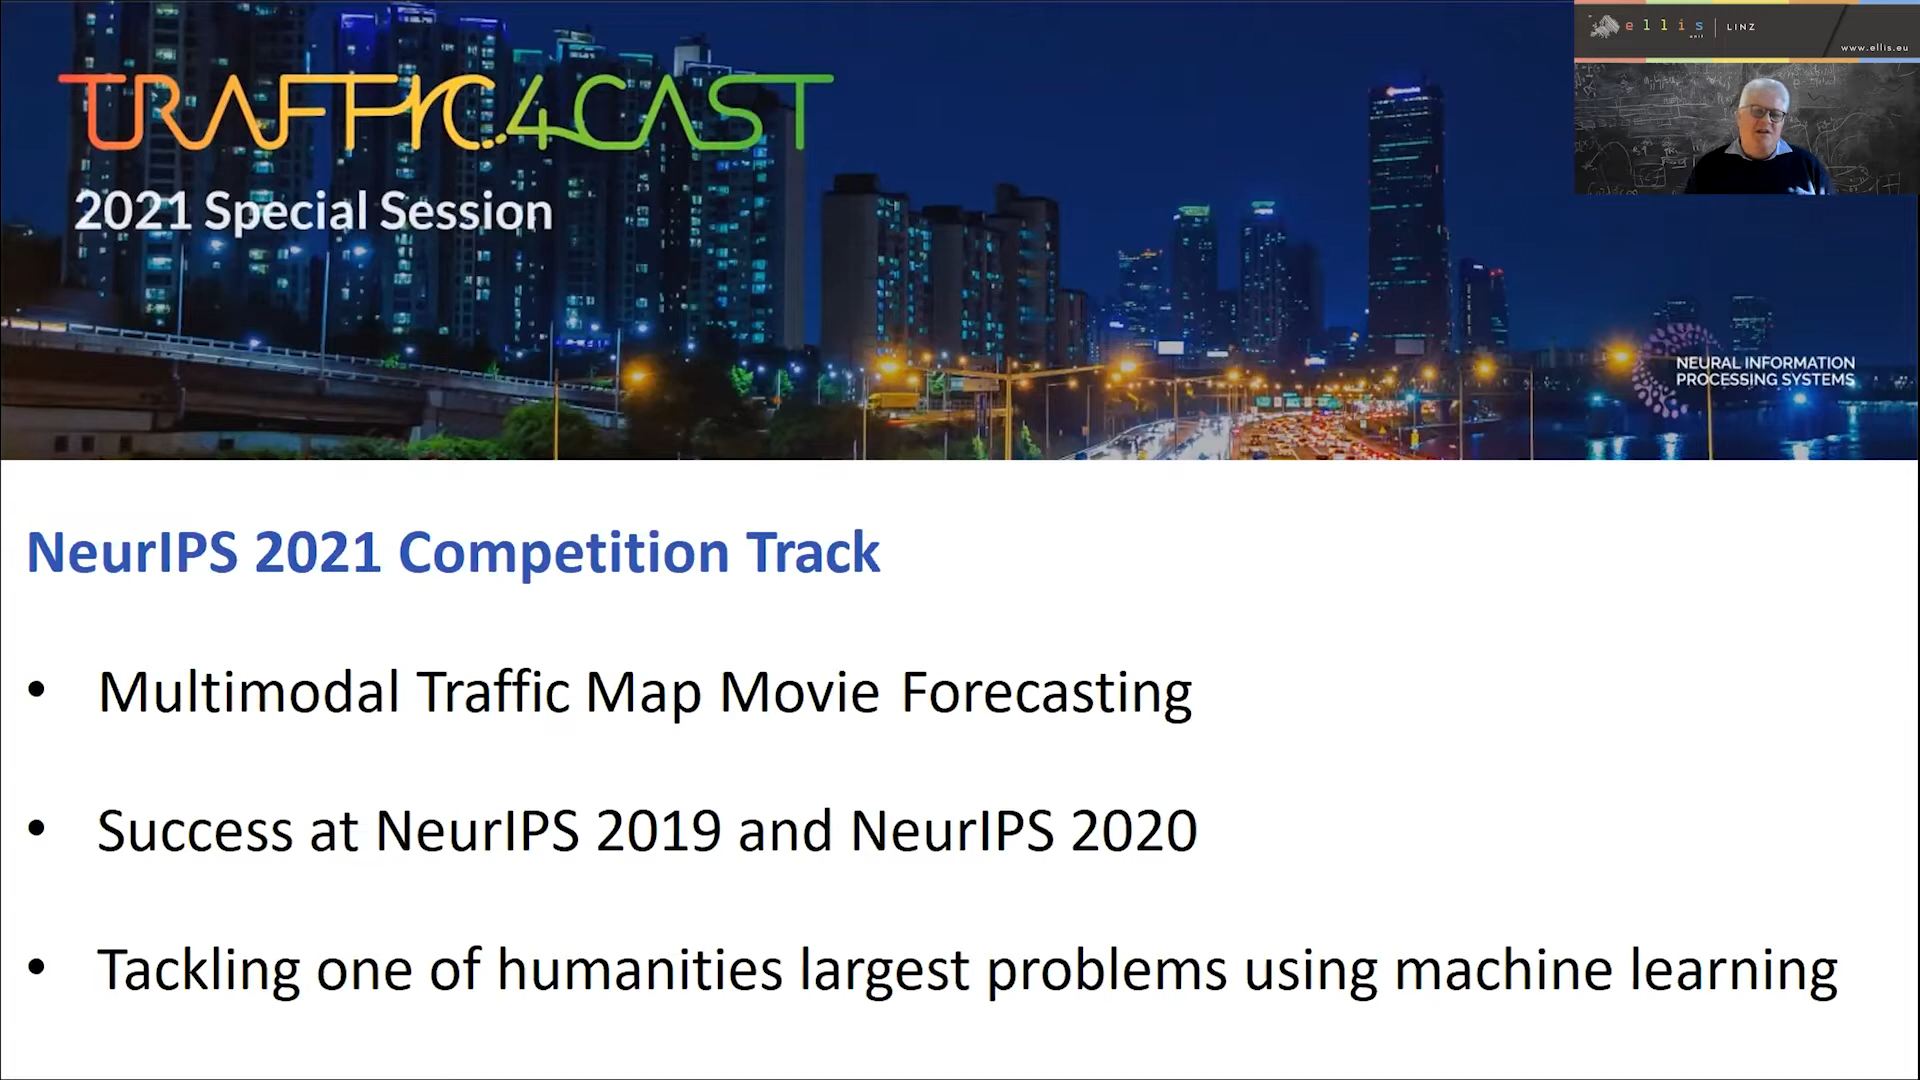 TRAFFIC4CAST
2021 Special Session
ellis
unit
LINZ
www.ellis.eu
NEURAL INFORMATION
PROCESSING SYSTEMS
NeurIPS 2021 Competition Track
• Multimodal Traffic Map Movie Forecasting
• Success at NeurIPS 2019 and NeurIPS 2020
• Tackling one of humanities largest problems using machine learning